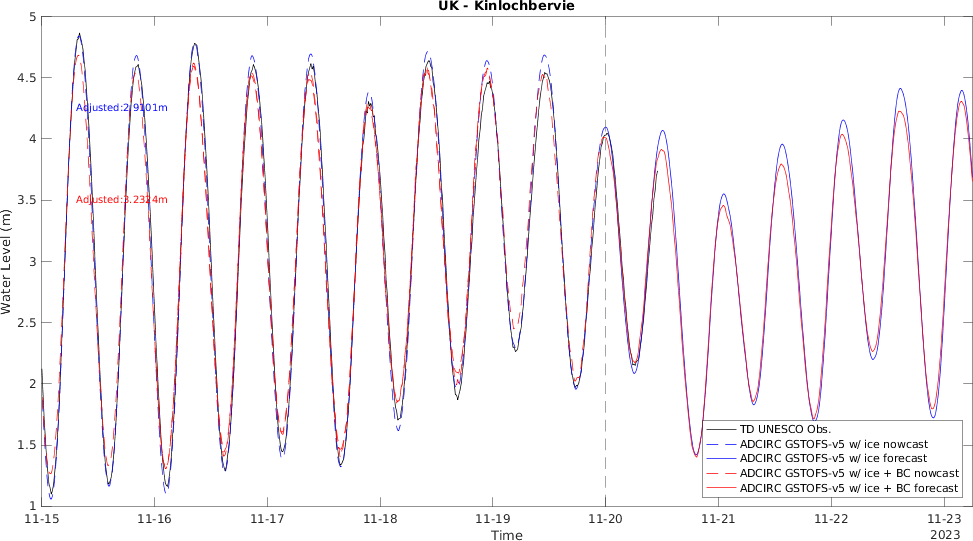 UK - Kinlochbervie
5
4.5
4
3.5
3
2.5
2
1.5
1
Water Level (m)
Adjusted:2.9101m
Adjusted:3.2324m
TD UNESCO Obs.
ADCIRC GSTOFS-v5 w/ ice nowcast
ADCIRC GSTOFS-v5 w/ ice forecast
ADCIRC GSTOFS-v5 w/ ice + BC nowcast
ADCIRC GSTOFS-v5 w/ ice + BC forecast
11-15 11-16 11-17 11-18 11-19 11-20 11-21 11-22 11-23
Time
2023